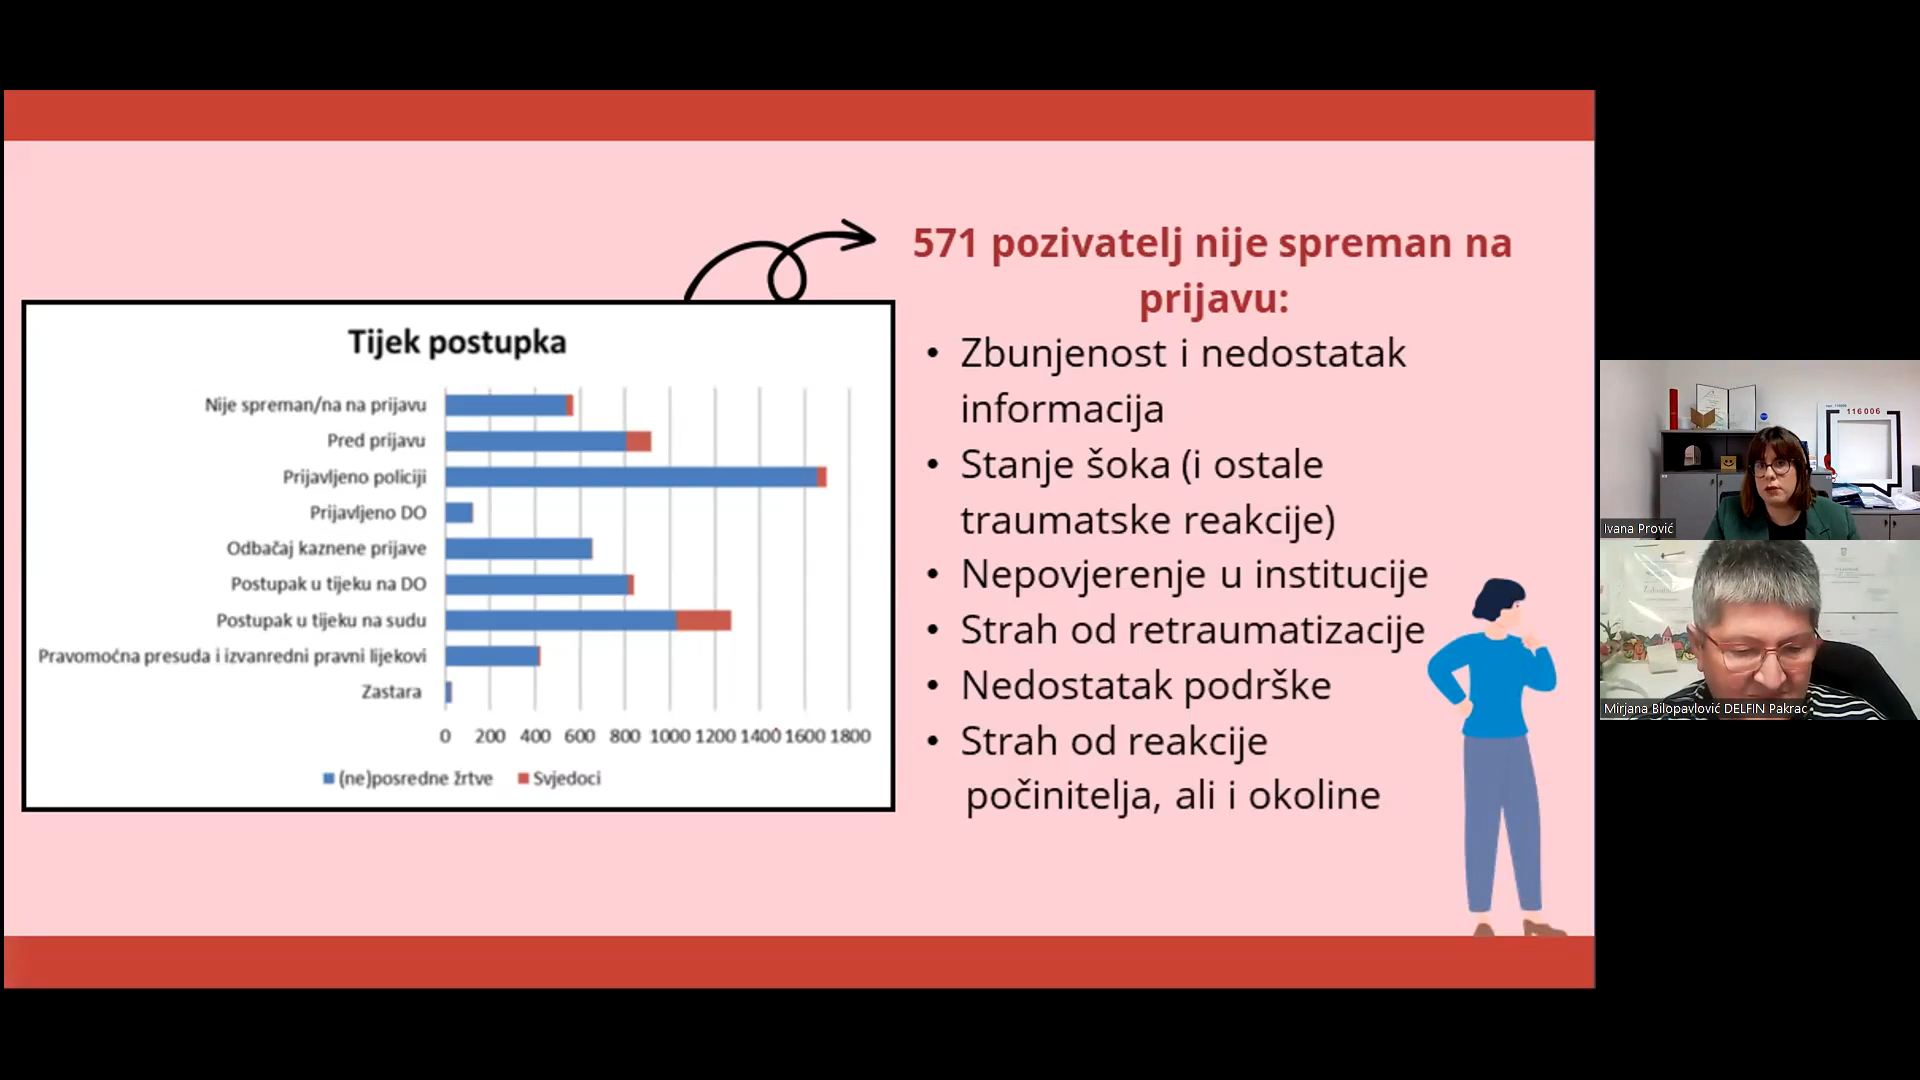 571 pozivatelj nije spreman na
prijavu:
• Zbunjenost i nedostatak
informacija
• Stanje šoka (i ostale
traumatske reakcije)
• Nepovjerenje u institucije
• Strah od retraumatizacije
• Nedostatak podrške
• Strah od reakcije
počinitelja, ali i okoline
Tijek postupka
Nije spreman/na na prijavu
Pred prijavu
Prijavljeno policiji
Prijavljeno DO
Odbačaj kaznene prijave
Postupak u tijeku na DO
Postupak u tijeku na sudu
Pravomoćna presuda i izvanredni pravni lijekovi
Zastara
0 200 400 600 800 1000 1200 1400 1600 1800
(ne)posredne žrtve Svjedoci
116 006
Ivana Prović
Mirjana Bilopavlović DELFIN Pakrac